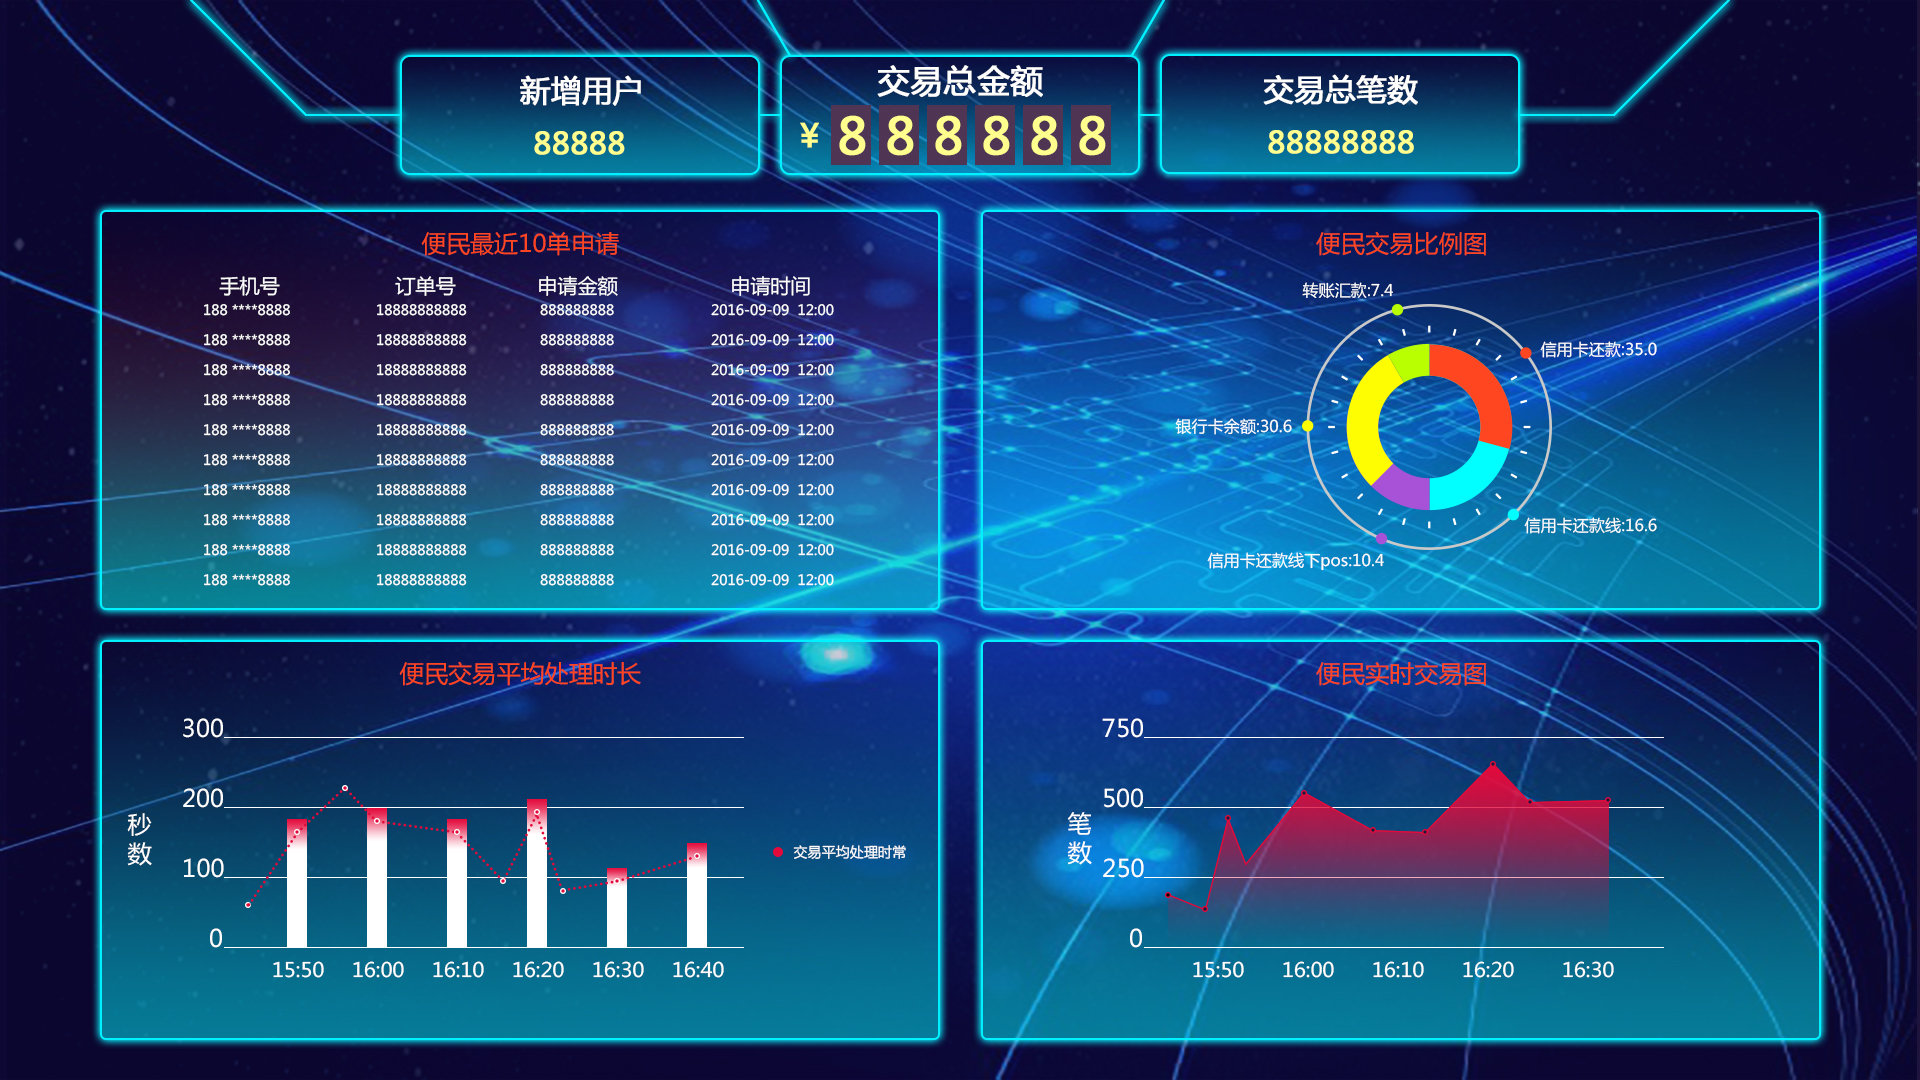 新增用户
88888
交易总金额
¥ 888888
交易总笔数
88888888
便民最近10单申请
手机号 订单号 申请金额 申请时间
188 ****8888 18888888888 888888888 2016-09-09 12:00
188 ****8888 18888888888 888888888 2016-09-09 12:00
188 ****8888 18888888888 888888888 2016-09-09 12:00
188 ****8888 18888888888 888888888 2016-09-09 12:00
188 ****8888 18888888888 888888888 2016-09-09 12:00
188 ****8888 18888888888 888888888 2016-09-09 12:00
188 ****8888 18888888888 888888888 2016-09-09 12:00
188 ****8888 18888888888 888888888 2016-09-09 12:00
188 ****8888 18888888888 888888888 2016-09-09 12:00
188 ****8888 18888888888 888888888 2016-09-09 12:00
便民交易比例图
转账汇款:7.4
信用卡还款:35.0
银行卡余额:30.6
信用卡还款线:16.6
信用卡还款线下pos:10.4
便民交易平均处理时长
300
200
100
0
秒数
15:50 16:00 16:10 16:20 16:30 16:40
交易平均处理时常
便民实时交易图
750
500
250
0
笔数
15:50 16:00 16:10 16:20 16:30